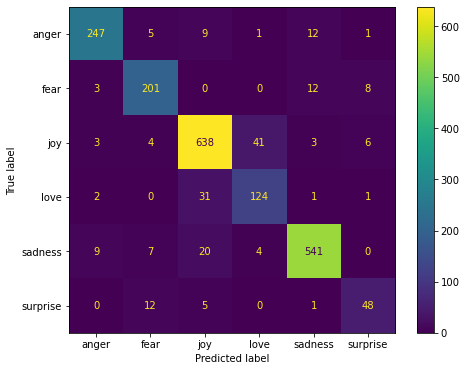 anger 247 5 9 1 12 1
fear 3 201 0 0 12 8
joy 3 4 638 41 3 6
love 2 0 31 124 1 1
sadness 9 7 20 4 541 0
surprise 0 12 5 0 1 48
anger fear joy love sadness surprise
Predicted label
True label
600
500
400
300
200
100
0